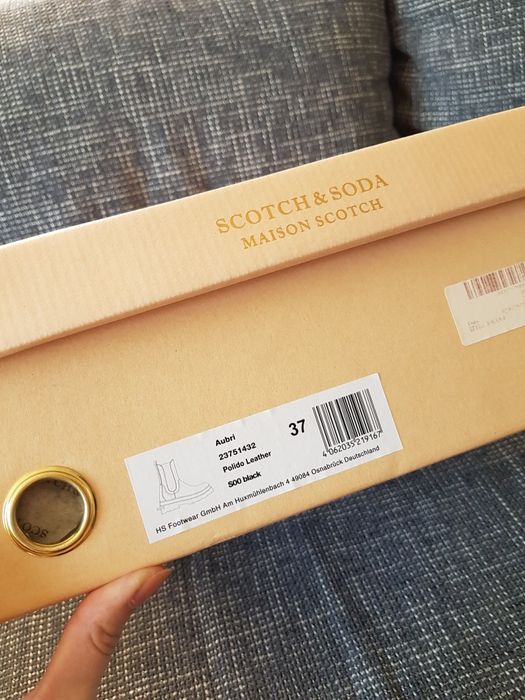 SCOTCH & SODA
MAISON SCOTCH
Aubri
23751432
Polido Leather
S00 black
37
4 062035 219167
HS Footwear GmbH Am Huxmühlenbach 4 49084 Osnabrück Deutschland